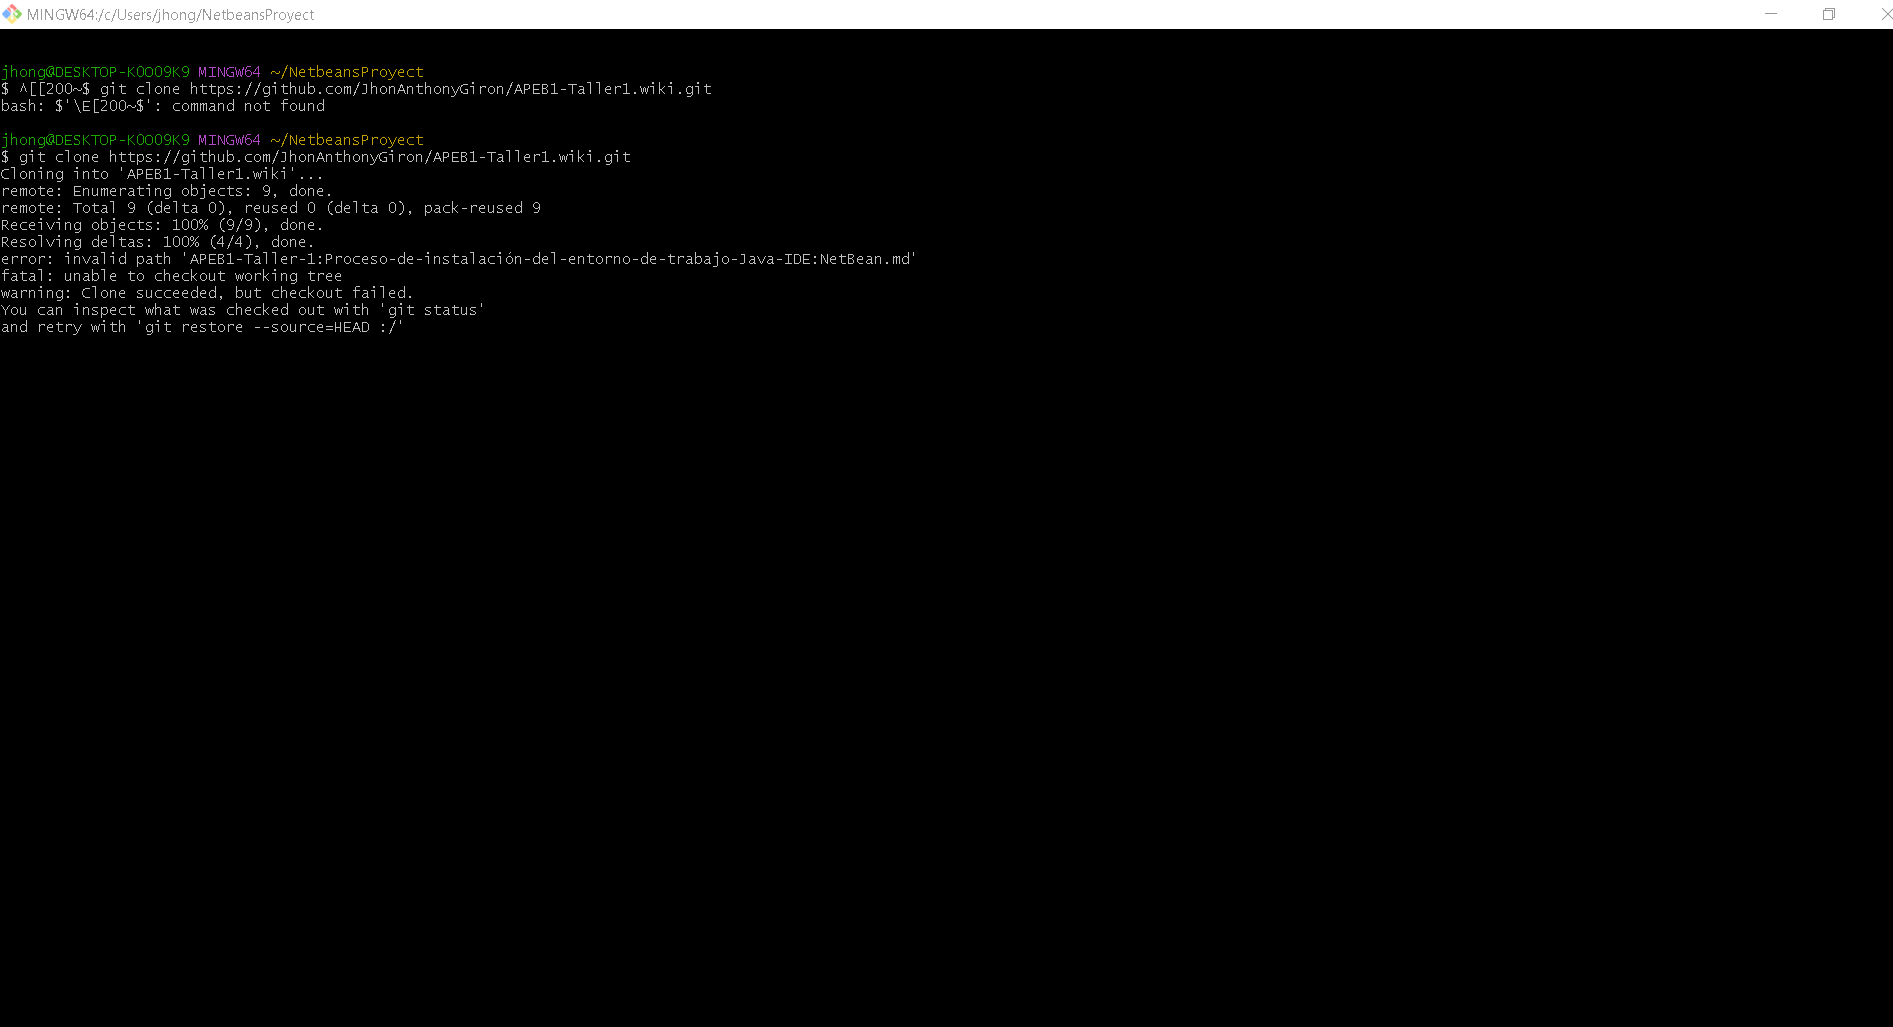 MINGW64:/c/Users/jhong/NetbeansProyect
jhong@DESKTOP-K0O09K9 MINGW64 ~/NetbeansProyect
$ ^[[200~$ git clone https://github.com/JhonAnthonyGiron/APEB1-Taller1.wiki.git
bash: $'\E[200~$': command not found
jhong@DESKTOP-K0O09K9 MINGW64 ~/NetbeansProyect
$ git clone https://github.com/JhonAnthonyGiron/APEB1-Taller1.wiki.git
Cloning into 'APEB1-Taller1.wiki'...
remote: Enumerating objects: 9, done.
remote: Total 9 (delta 0), reused 0 (delta 0), pack-reused 9
Receiving objects: 100% (9/9), done.
Resolving deltas: 100% (4/4), done.
error: invalid path 'APEB1-Taller-1:Proceso-de-instalación-del-entorno-de-trabajo-Java-IDE:NetBean.md'
fatal: unable to checkout working tree
warning: Clone succeeded, but checkout failed.
You can inspect what was checked out with 'git status'
and retry with 'git restore --source=HEAD :/'